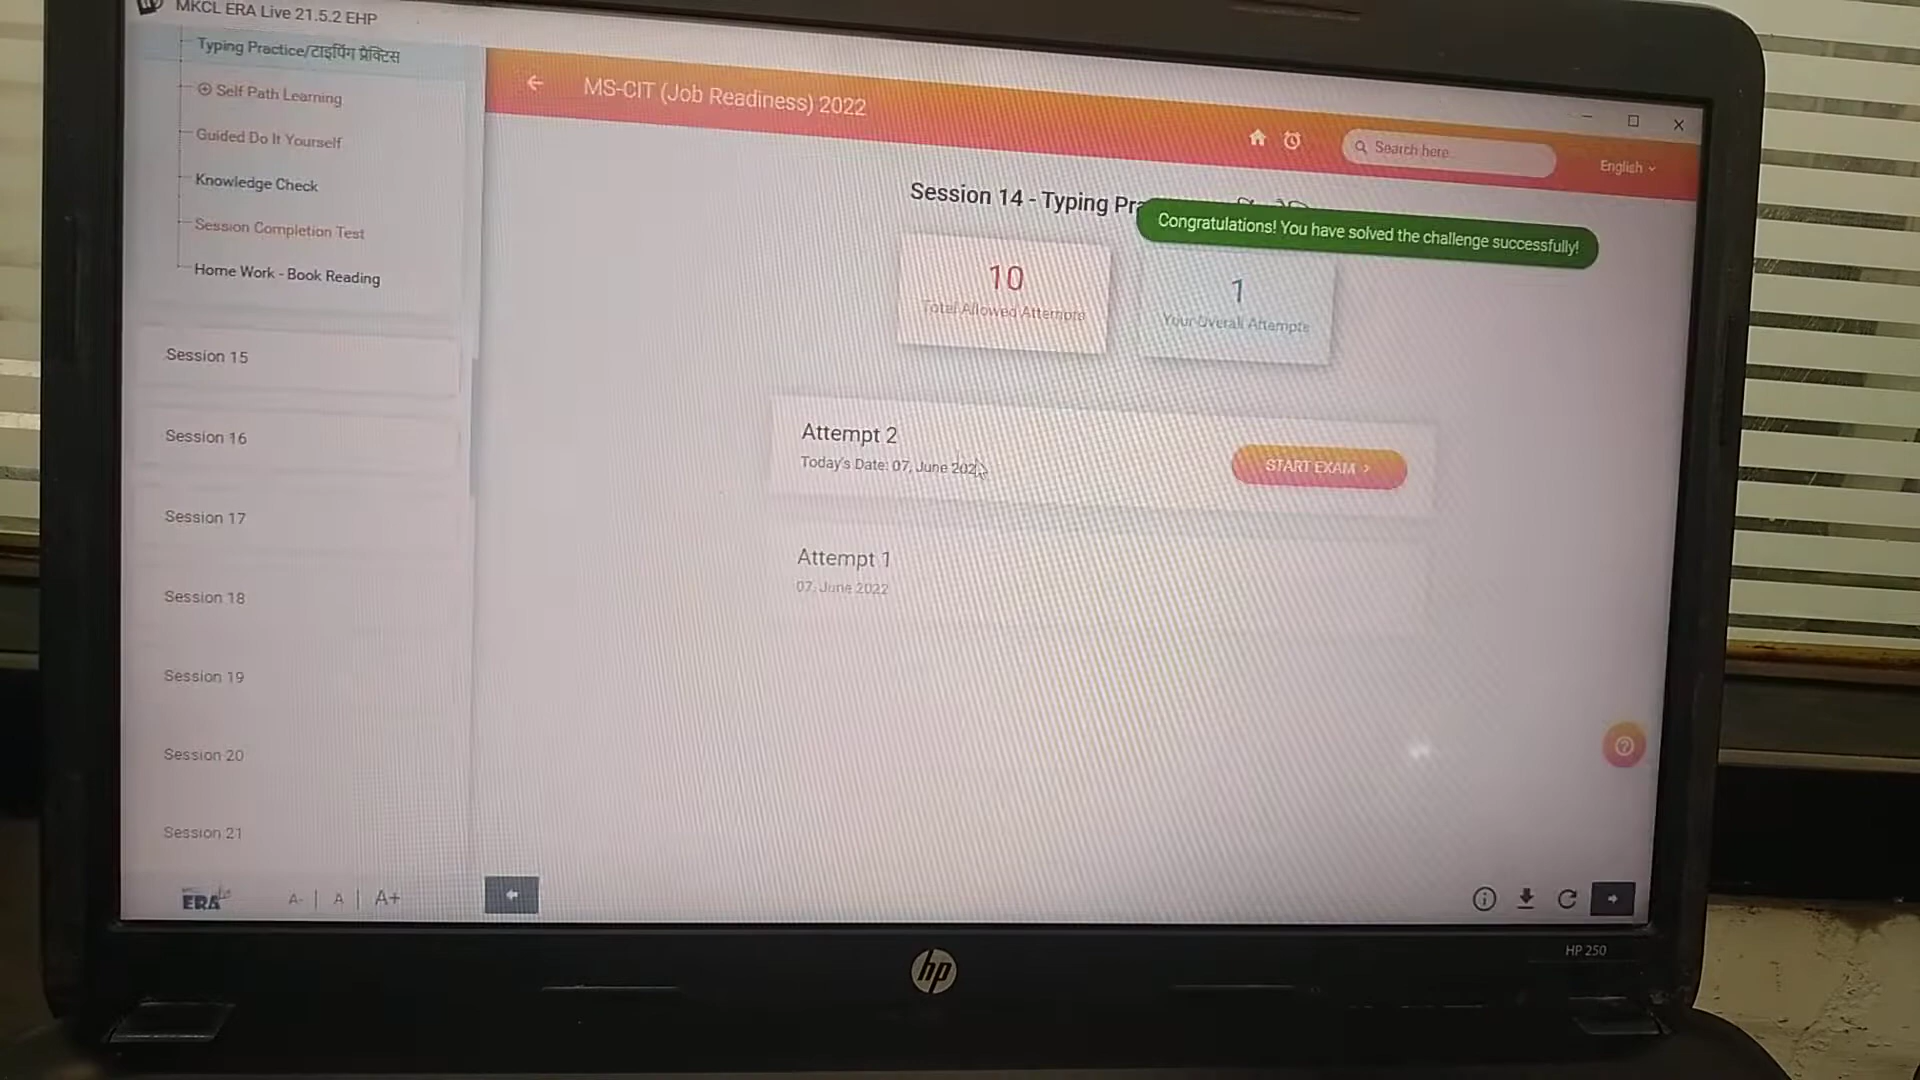 MKCL ERA Live 21.5.2 EHP
Typing Practice/टाइपिंग प्रॅक्टिस
Self Path Learning
Guided Do It Yourself
Knowledge Check
Session Completion Test
Home Work - Book Reading
Session 15
Session 16
Session 17
Session 18
Session 19
Session 20
Session 21
ERA
A- | A | A+
MS-CIT (Job Readiness) 2022
Search here
English
Session 14 - Typing Pra
Congratulations! You have solved the challenge successfully!
10
Total Allowed Attempts
1
Your Overall Attempts
Attempt 2
Today's Date: 07, June 202
START EXAM >
Attempt 1
07, June 2022
HP 250
hp